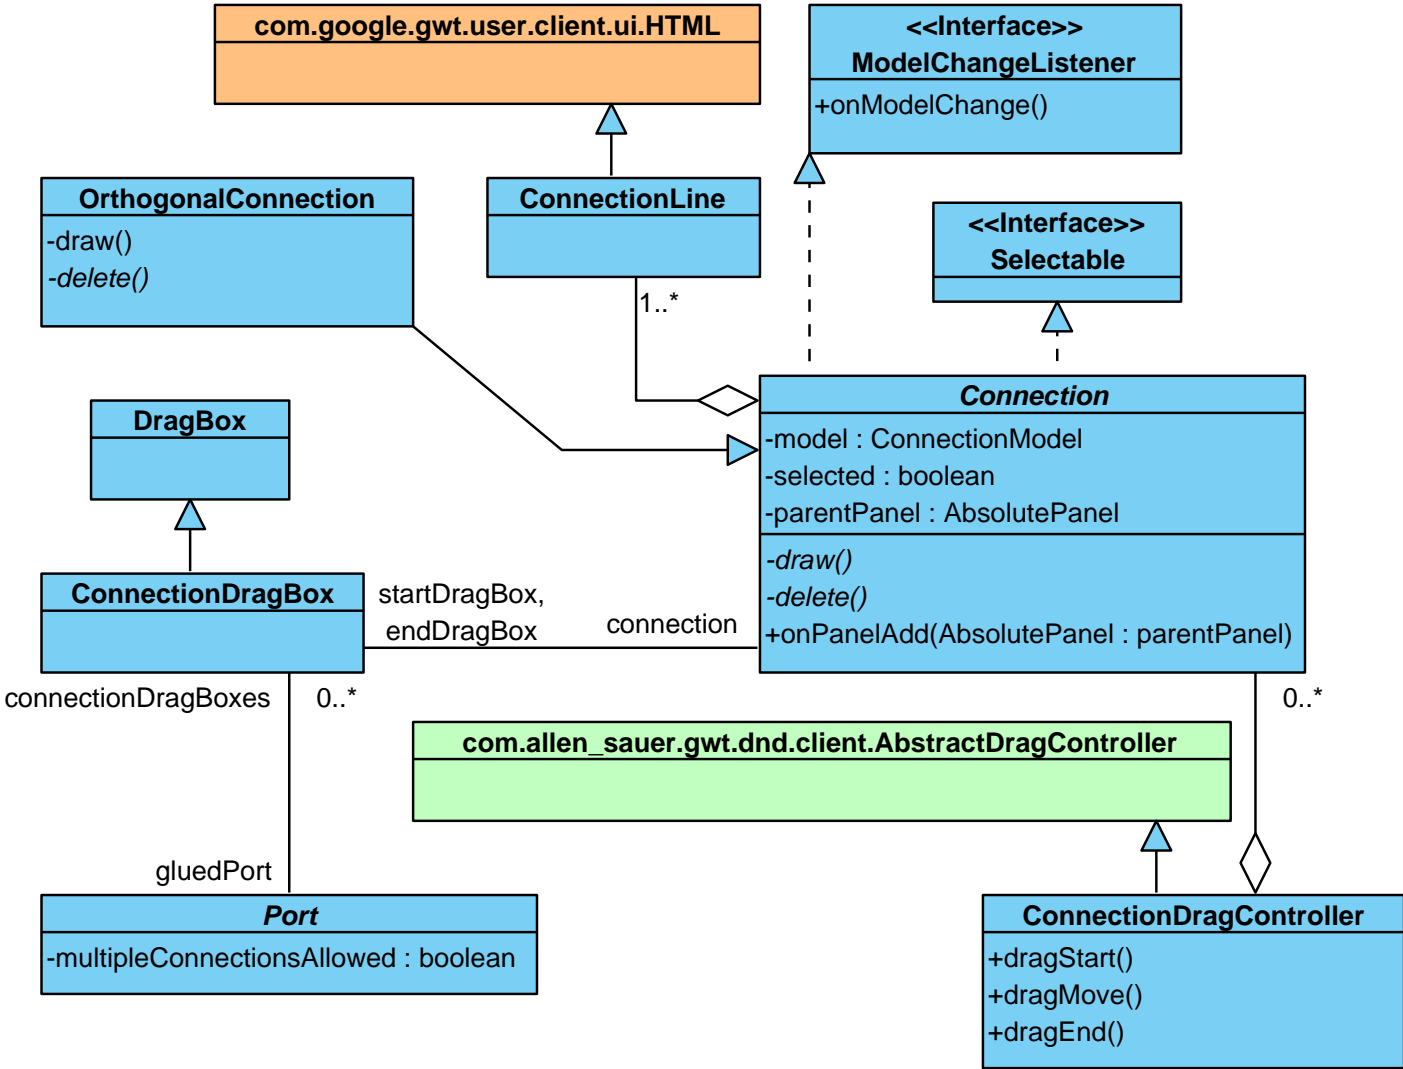 com.google.gwt.user.client.ui.HTML
<<Interface>>
ModelChangeListener
+onModelChange()
OrthogonalConnection
-draw()
-delete()
ConnectionLine
1..*
<<Interface>>
Selectable
Connection
-model : ConnectionModel
-selected : boolean
-parentPanel : AbsolutePanel
-draw()
-delete()
+onPanelAdd(AbsolutePanel : parentPanel)
DragBox
ConnectionDragBox
startDragBox,
endDragBox
connection
connectionDragBoxes
0..*
0..*
com.allen_sauer.gwt.dnd.client.AbstractDragController
gluedPort
Port
-multipleConnectionsAllowed : boolean
ConnectionDragController
+dragStart()
+dragMove()
+dragEnd()